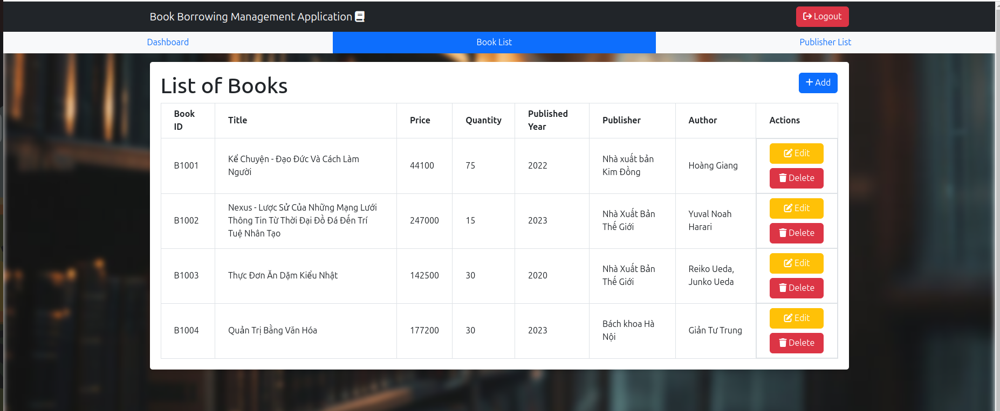 Book Borrowing Management Application
Logout
Dashboard
Book List
Publisher List
List of Books
Add
Book ID
Title
Price
Quantity
Published Year
Publisher
Author
Actions
B1001
Kể Chuyện - Đạo Đức Và Cách Làm
Người
44100
75
2022
Nhà xuất bản
Kim Đồng
Hoàng Giang
Edit
Delete
B1002
Nexus - Lược Sử Của Những Mạng Lưới
Thông Tin Từ Thời Đại Đồ Đá Đến Trí
Tuệ Nhân Tạo
247000
15
2023
Nhà Xuất Bản
Thế Giới
Yuval Noah
Harari
Edit
Delete
B1003
Thực Đơn Ăn Dặm Kiểu Nhật
142500
30
2020
Nhà Xuất Bản
Thế Giới
Reiko Ueda,
Junko Ueda
Edit
Delete
B1004
Quản Trị Bằng Văn Hóa
177200
30
2023
Bách khoa Hà
Nội
Giản Tư Trung
Edit
Delete